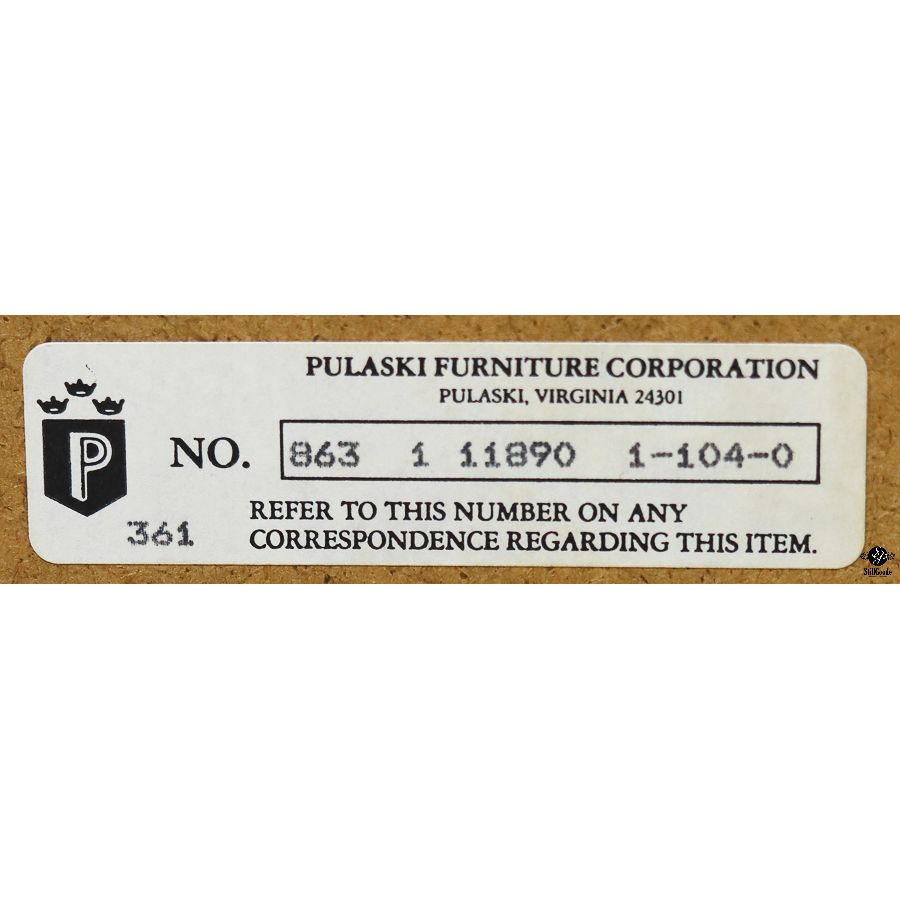 PULASKI FURNITURE CORPORATION
PULASKI, VIRGINIA 24301
P
NO. 863 1 11890 1-104-0
REFER TO THIS NUMBER ON ANY
361 CORRESPONDENCE REGARDING THIS ITEM.
StillGoode